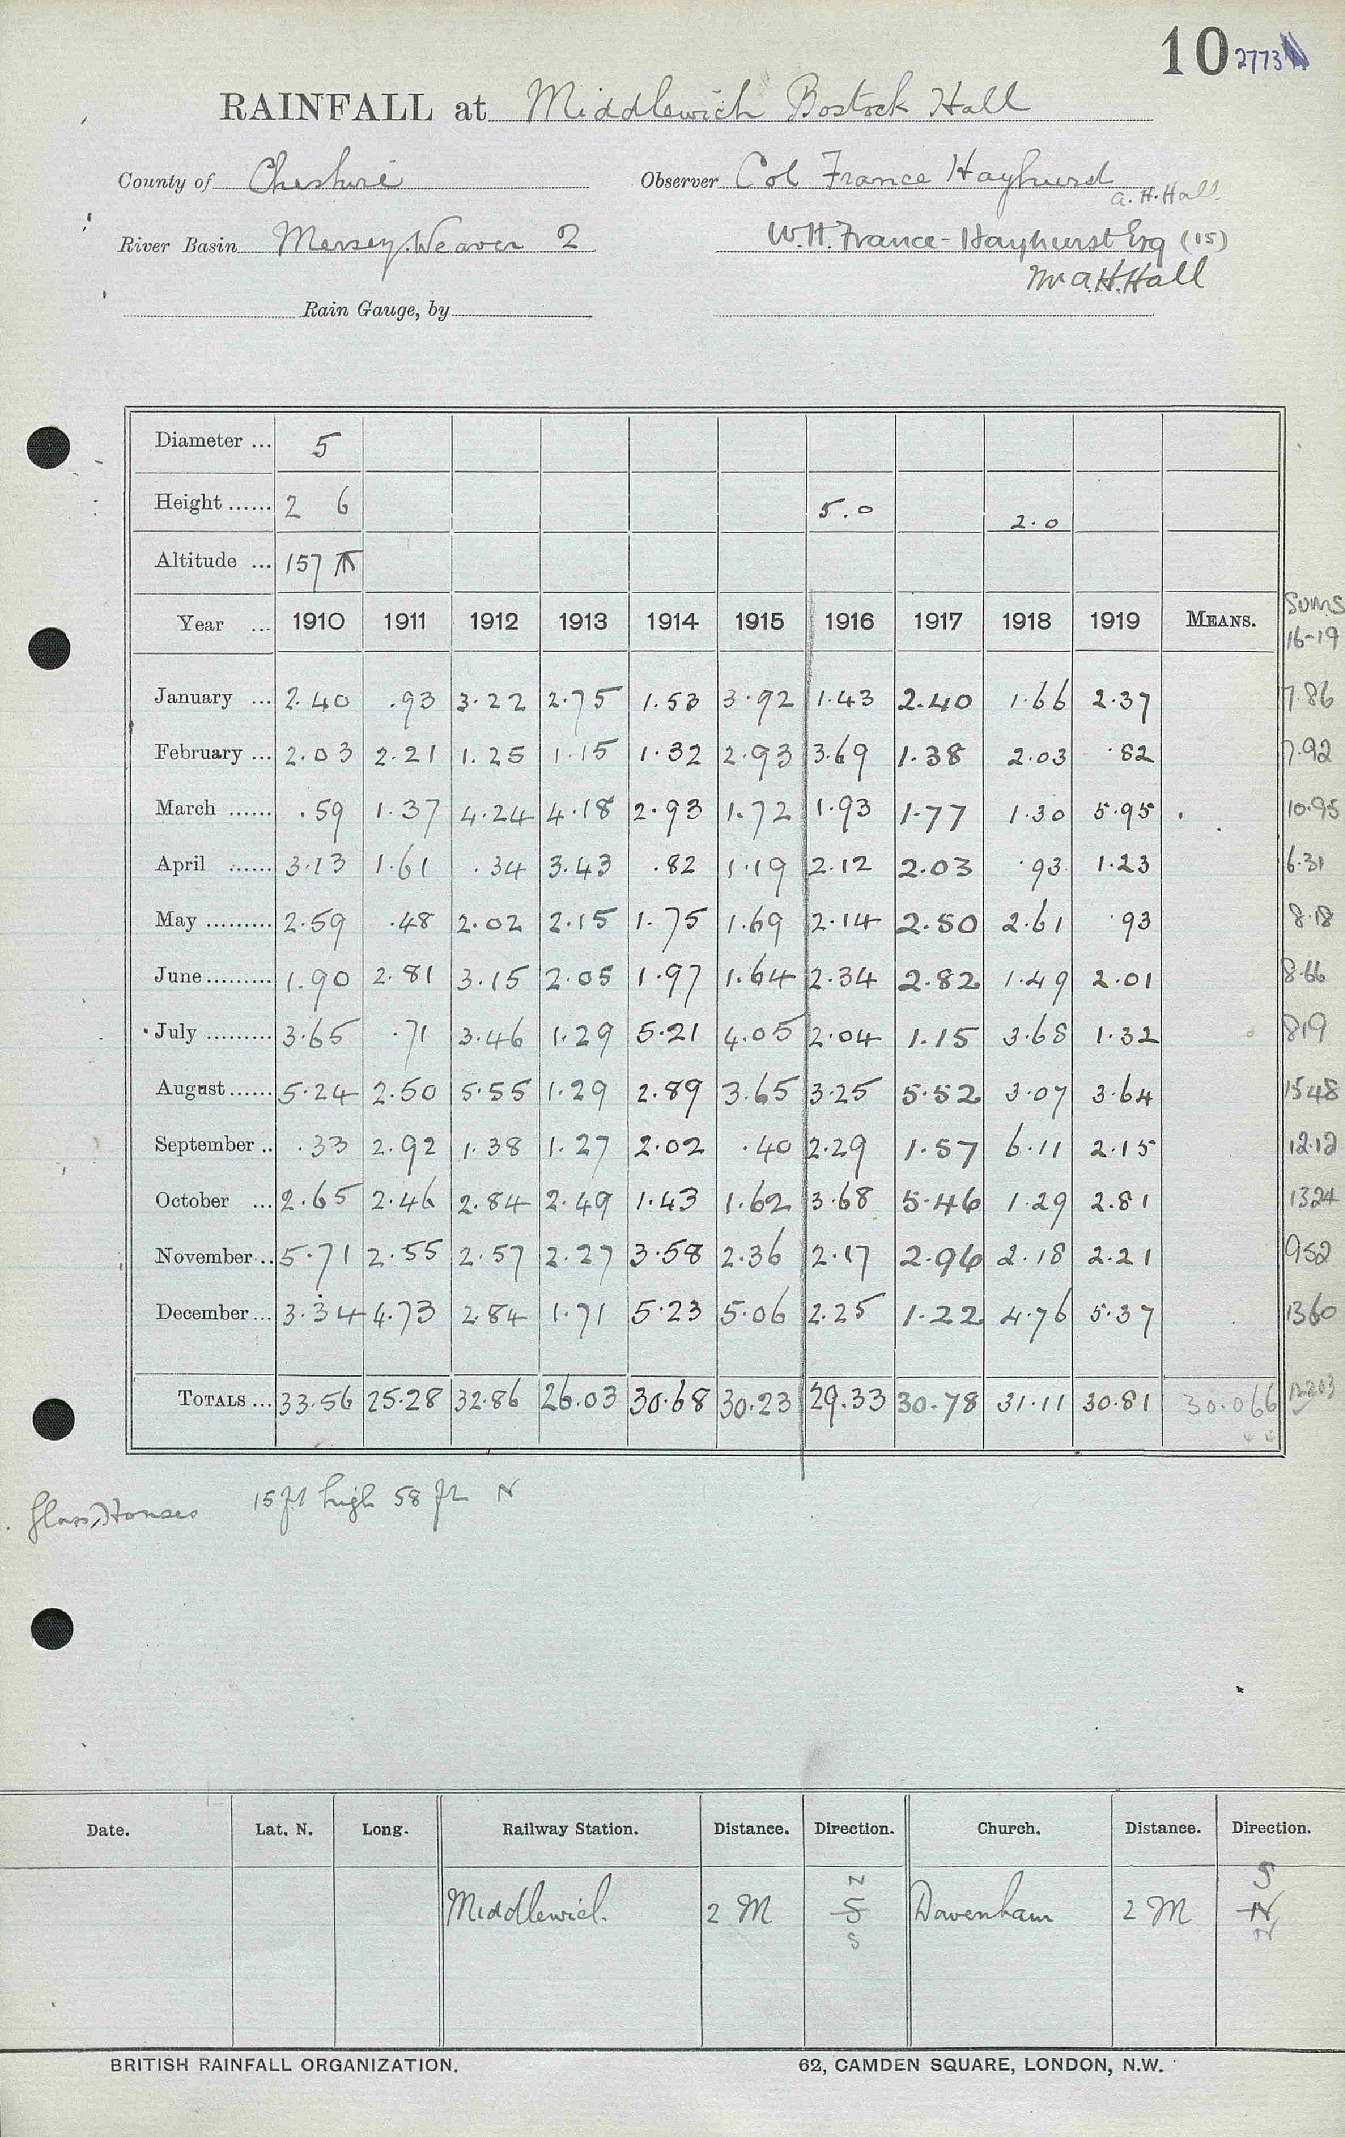 10 2773
RAINFALL at Middlewich Bostock Hall
County of Cheshire Observer Col France Hayhurst
A. H. Hall
River Basin Mersey. Weaver 2 W.H. France-Hayhurst Esq (15)
Mr A.H. Hall
Rain Gauge, by
Diameter ... 5
Height ...... 2 6 5.0 2.0
Altitude ... 157
Year ... 1910 1911 1912 1913 1914 1915 1916 1917 1918 1919 MEANS. Sums 16-19
January ... 2.40 .93 3.22 2.75 1.53 3.92 1.43 2.40 1.66 2.37 7.86
February ... 2.03 2.21 1.25 1.15 1.32 2.93 3.69 1.38 2.03 .82 7.92
March ...... .59 1.37 4.24 4.18 2.93 1.72 1.93 1.77 1.30 5.95 10.95
April ...... 3.13 1.61 .34 3.43 .82 1.19 2.12 2.03 .93 1.23 6.31
May ......... 2.59 .48 2.02 2.15 1.75 1.69 2.14 2.50 2.61 .93 8.18
June ......... 1.90 2.81 3.15 2.05 1.97 1.64 2.34 2.82 1.49 2.01 8.66
July ......... 3.65 .71 3.46 1.29 5.21 4.05 2.04 1.15 3.68 1.32 819
August ...... 5.24 2.50 5.55 1.29 2.89 3.65 3.25 5.52 3.07 3.64 1548
September .. .33 2.92 1.38 1.27 2.02 .40 2.29 1.57 6.11 2.15 12.12
October ... 2.65 2.46 2.84 2.49 1.43 1.62 3.68 5.46 1.29 2.81 1324
November .. 5.71 2.55 2.57 2.27 3.58 2.36 2.17 2.96 2.18 2.21 952
December ... 3.34 4.73 2.84 1.71 5.23 5.06 2.25 1.22 4.76 5.37 1360
TOTALS ... 33.56 25.28 32.86 26.03 30.68 30.23 29.33 30.78 31.11 30.81 30.066 12203
Glass Houses 15 ft high 58 ft N
Date. Lat. N. Long. Railway Station. Distance. Direction. Church. Distance. Direction.
N S
Middlewich. 2 M S Davenham 2 M N
S N
BRITISH RAINFALL ORGANIZATION. 62, CAMDEN SQUARE, LONDON, N.W.